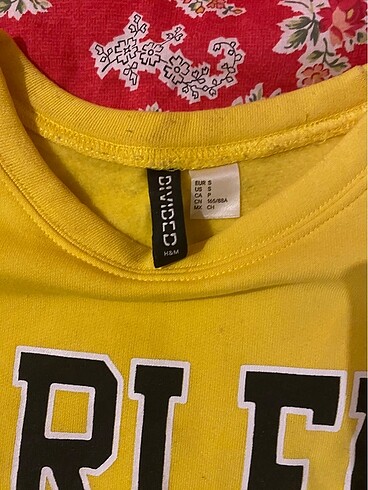 DIVIDED
H&M
EUR S
US S
CA P
CN 165/88A
MX CH
RLE